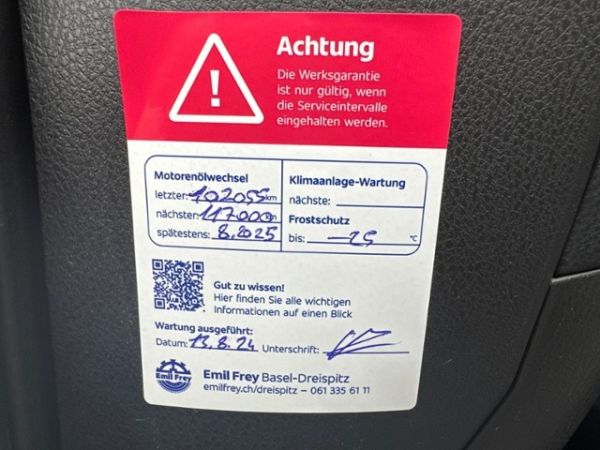 Achtung
Die Werksgarantie
ist nur gültig, wenn
die Serviceintervalle
eingehalten werden.
Motorenölwechsel
letzter: 102055 km
nächster: 117000 km
spätestens: 8.2025
Klimaanlage-Wartung
nächste:
Frostschutz
bis: -25 °C
Gut zu wissen!
Hier finden Sie alle wichtigen
Informationen auf einen Blick
Wartung ausgeführt:
Datum: 13.8.24 Unterschrift:
Emil Frey
Emil Frey Basel-Dreispitz
emilfrey.ch/dreispitz – 061 335 61 11